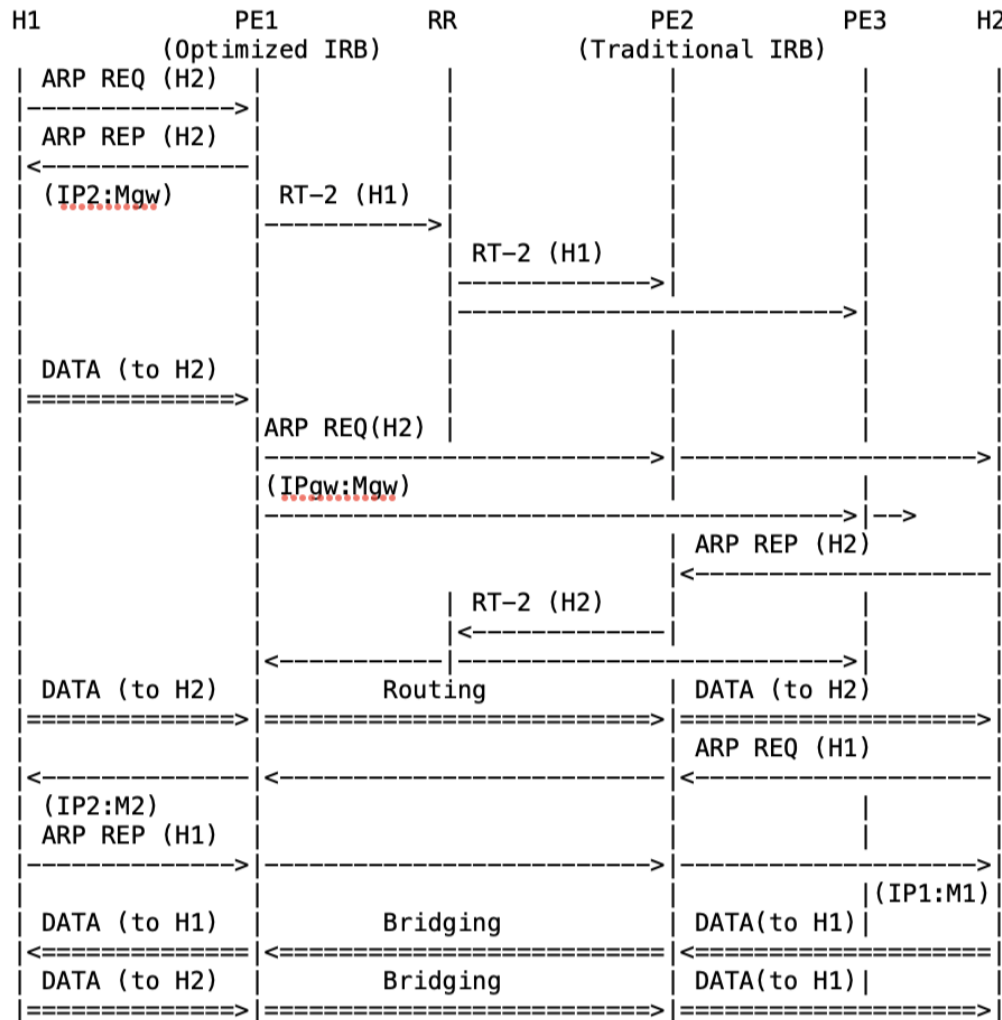 H1 PE1 RR PE2 PE3 H2
(Optimized IRB) (Traditional IRB)
ARP REQ (H2)
ARP REP (H2)
(IP2:Mgw) RT-2 (H1)
RT-2 (H1)
DATA (to H2)
ARP REQ(H2)
(IPgw:Mgw)
ARP REP (H2)
RT-2 (H2)
DATA (to H2) Routing DATA (to H2)
ARP REQ (H1)
(IP2:M2)
ARP REP (H1)
(IP1:M1)
DATA (to H1) Bridging DATA(to H1)
DATA (to H2) Bridging DATA(to H1)